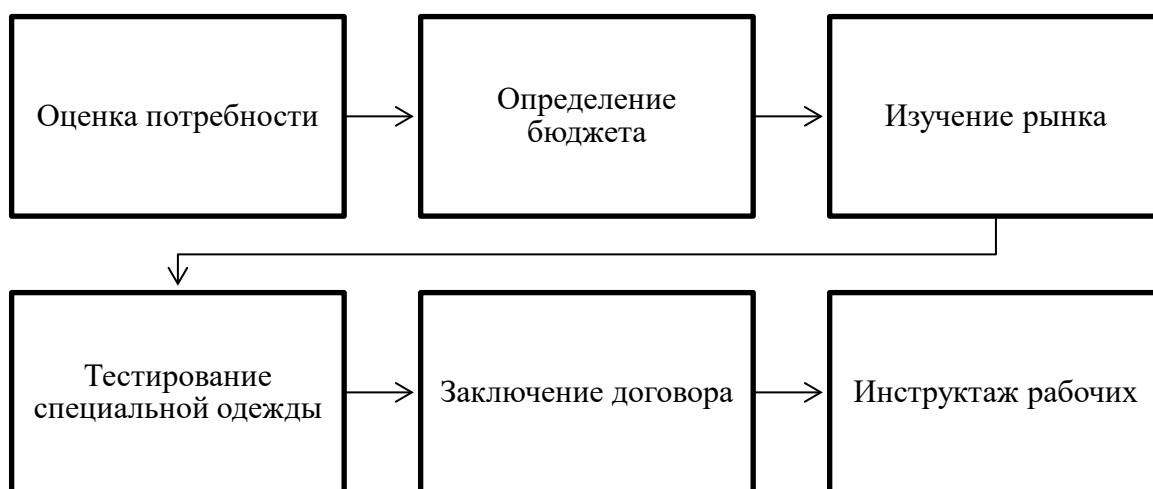 Оценка потребности
Определение
бюджета
Изучение рынка
Тестирование
специальной одежды
Заключение договора
Инструктаж рабочих